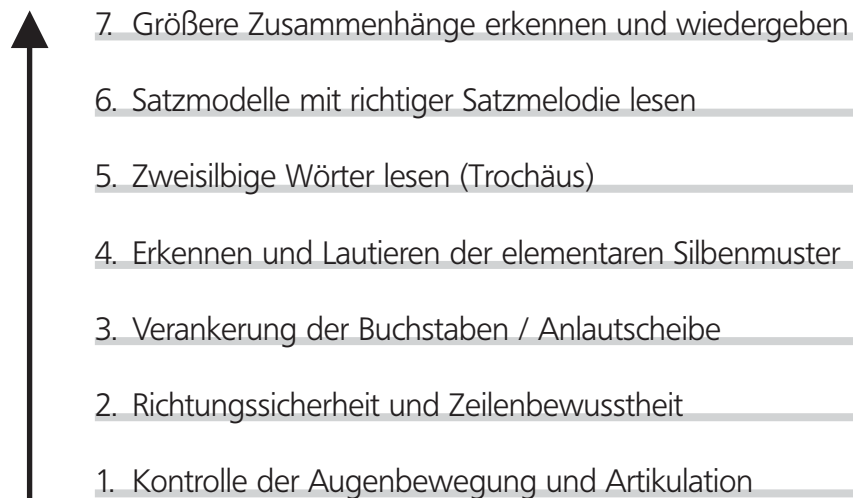 7. Größere Zusammenhänge erkennen und wiedergeben
6. Satzmodelle mit richtiger Satzmelodie lesen
5. Zweisilbige Wörter lesen (Trochäus)
4. Erkennen und Lautieren der elementaren Silbenmuster
3. Verankerung der Buchstaben / Anlautscheibe
2. Richtungssicherheit und Zeilenbewusstheit
1. Kontrolle der Augenbewegung und Artikulation